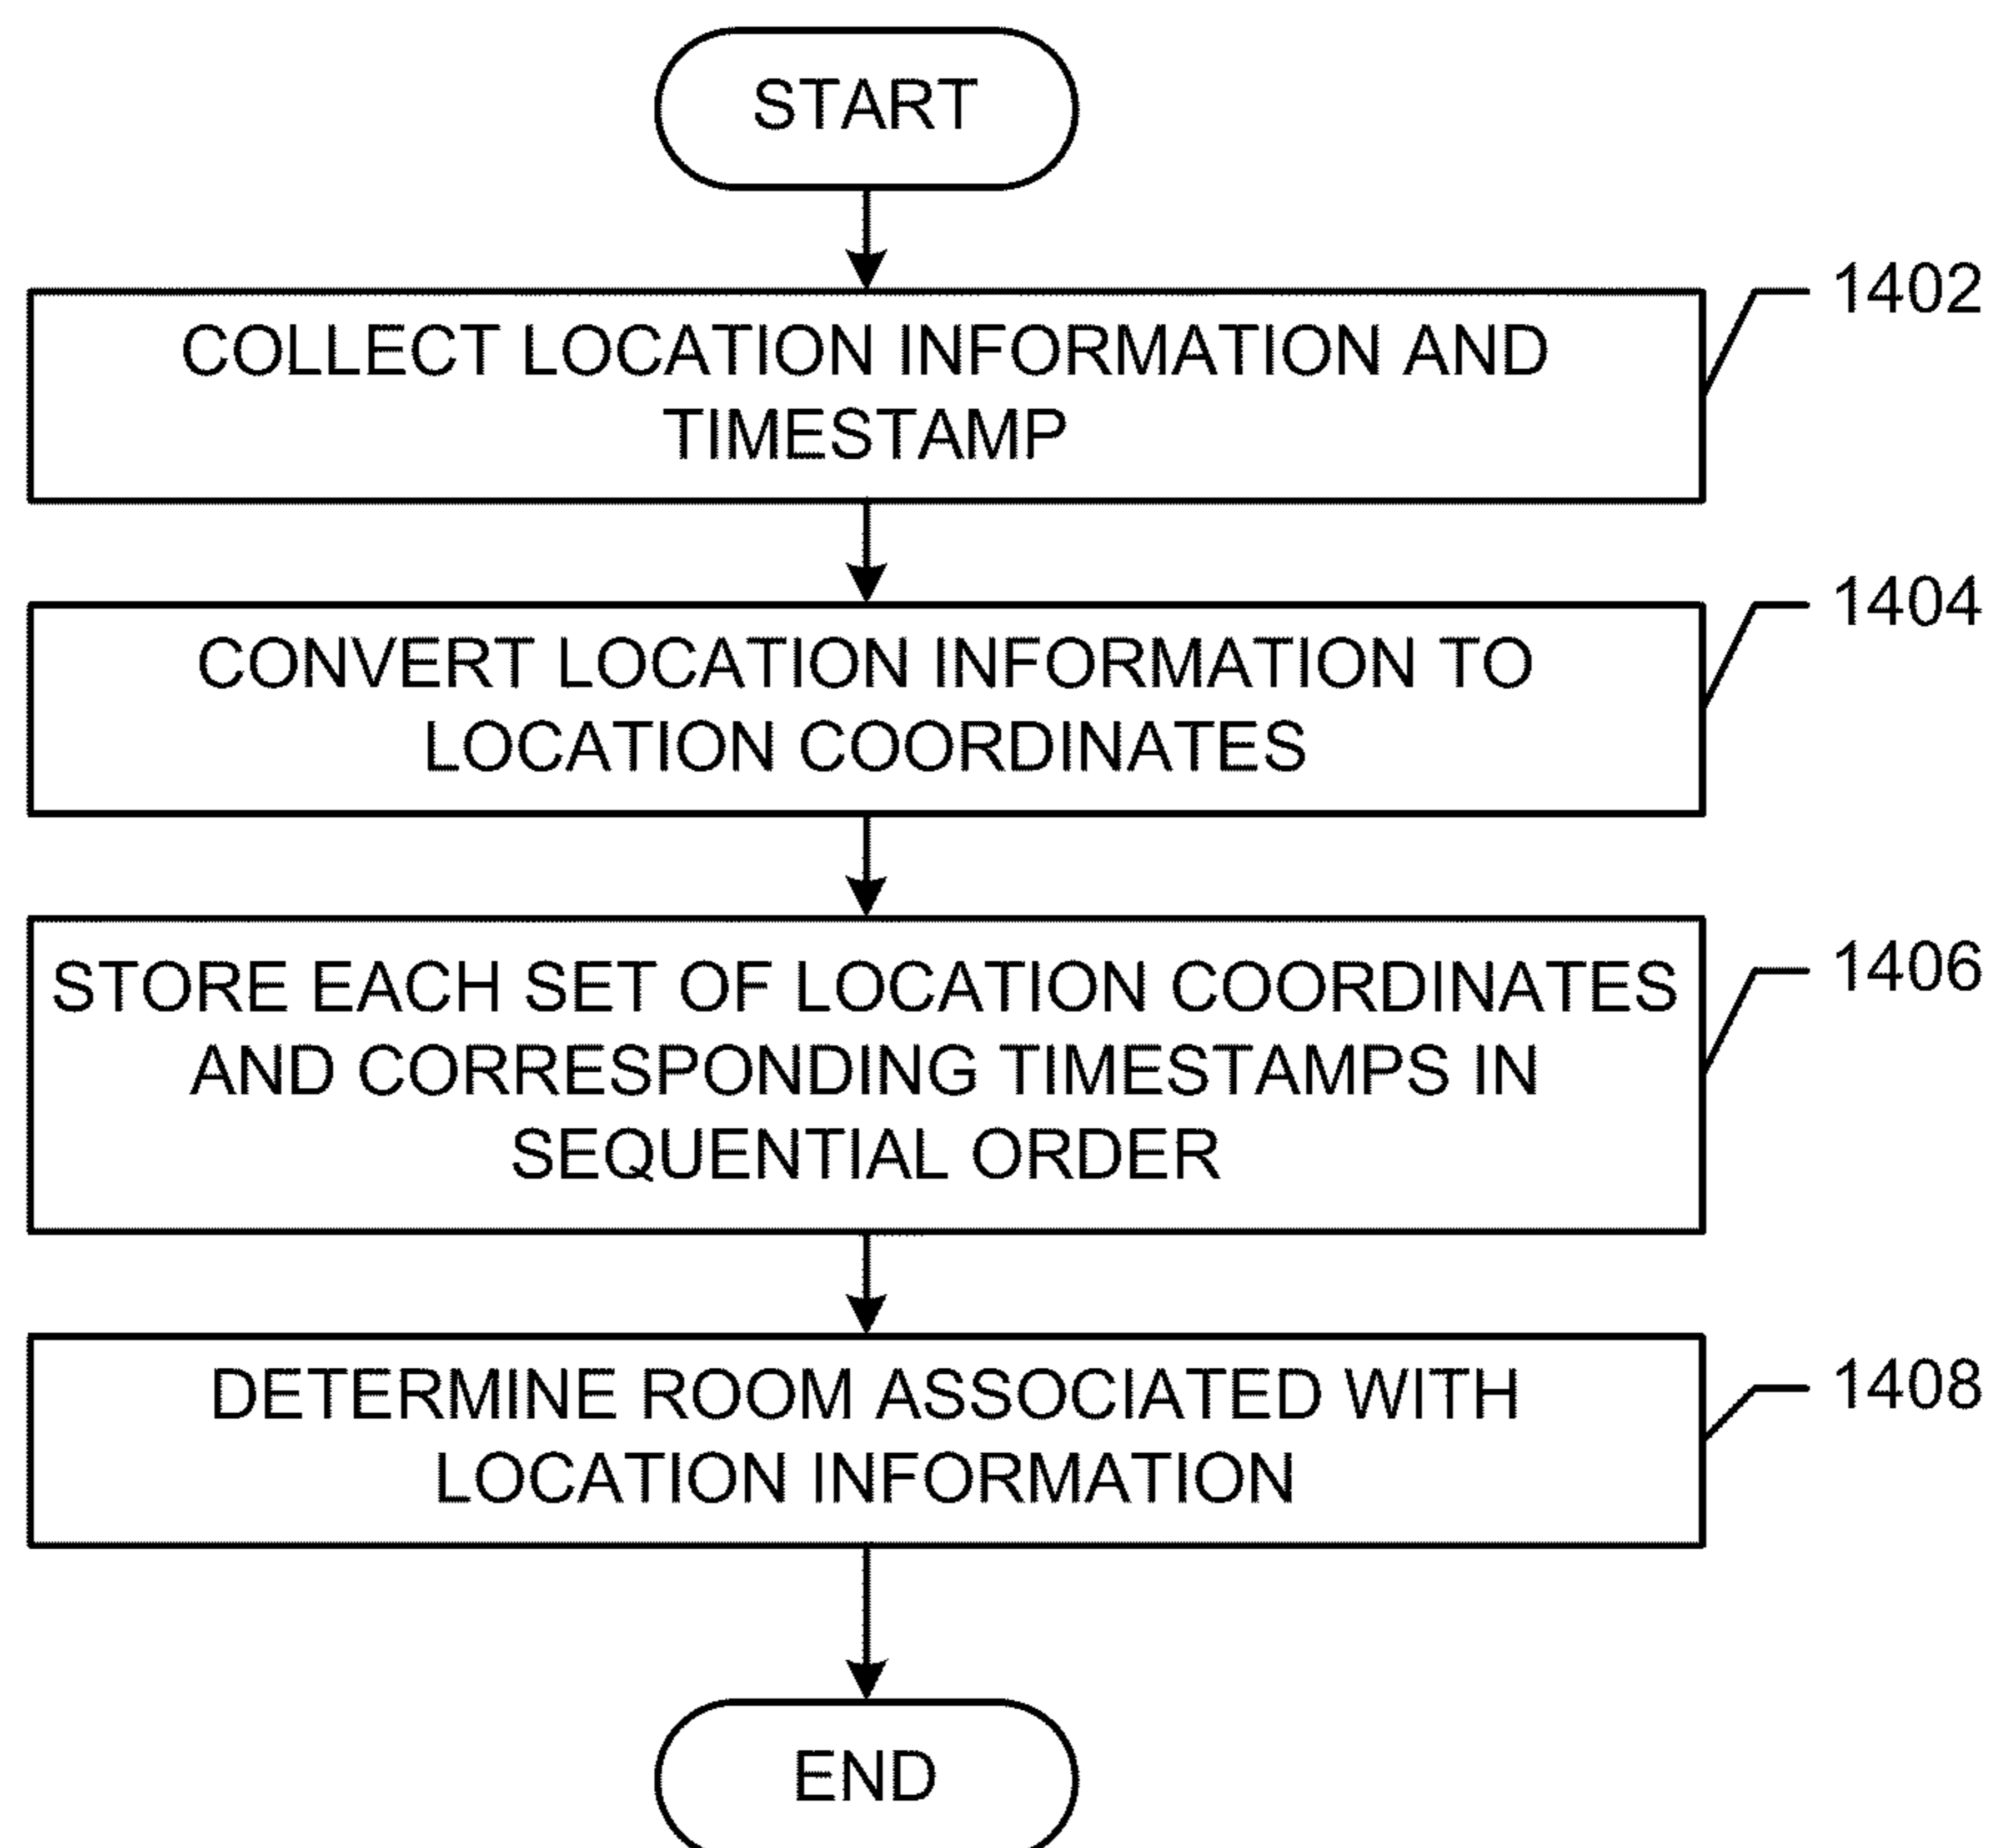 START
1402
COLLECT LOCATION INFORMATION AND
TIMESTAMP
1404
CONVERT LOCATION INFORMATION TO
LOCATION COORDINATES
1406
STORE EACH SET OF LOCATION COORDINATES
AND CORRESPONDING TIMESTAMPS IN
SEQUENTIAL ORDER
1408
DETERMINE ROOM ASSOCIATED WITH
LOCATION INFORMATION
END